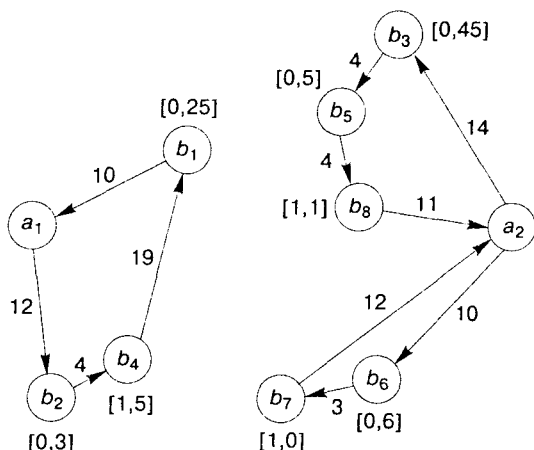 b₃ [0,45]
4
[0,5]
b₅
[0,25]
14
b₁
4
10
b₈
[1,1]
11
a₁
a₂
19
12
12
10
4
b₄
b₆
b₂
[1,5]
b₇
3
[0,6]
[0,3]
[1,0]